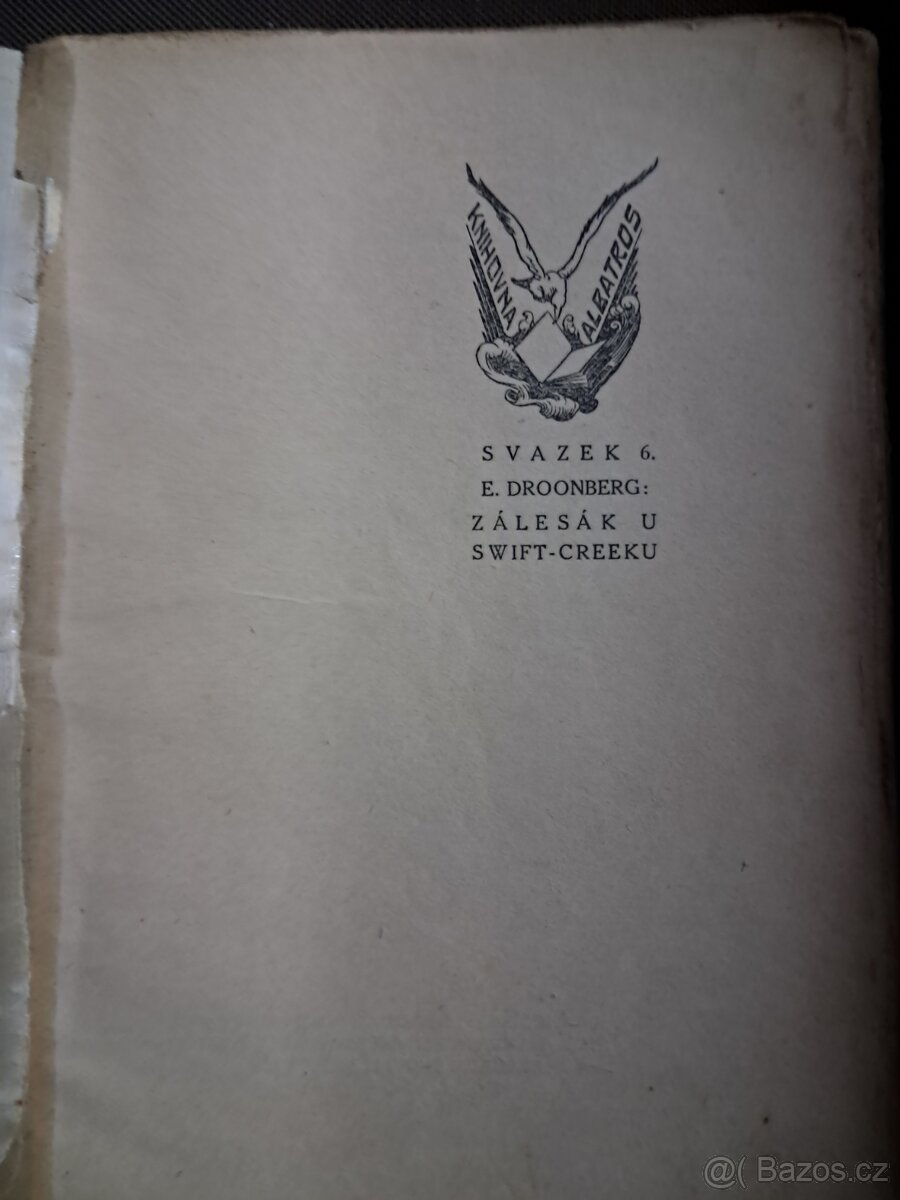 KNIHOVNA
ALBATROS
SVAZEK 6.
E. DROONBERG:
ZÁLESÁK U
SWIFT-CREEKU
@( Bazos.cz